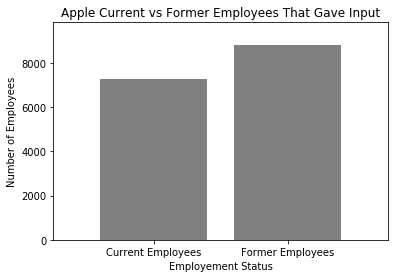 Apple Current vs Former Employees That Gave Input
Number of Employees
8000
6000
4000
2000
0
Current Employees Former Employees
Employement Status